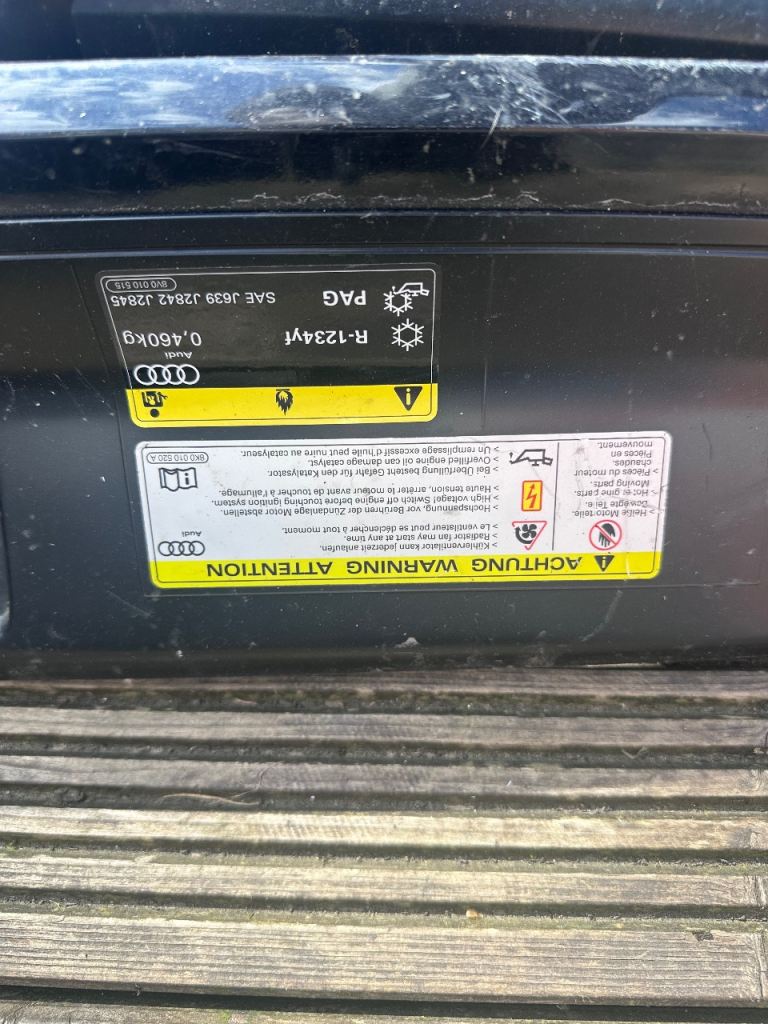 ACHTUNG WARNING ATTENTION
> Heiße Motorteile.
Bewegte Teile.
> Hot engine parts.
Moving parts.
> Pièces du moteur
chaudes.
Pièces en
mouvement.
> Kühlerventilator kann jederzeit anlaufen.
> Radiator fan may start at any time.
> Le ventilateur peut se déclencher à tout moment.
> Hochspannung, vor Berühren der Zündanlage Motor abstellen.
> High voltage! Switch off engine before touching ignition system.
> Haute tension, arrêter le moteur avant de toucher à l'allumage.
> Bei Überfüllung besteht Gefahr für den Katalysator.
> Overfilled engine oil can damage catalyst.
> Un remplissage excessif d'huile peut nuire au catalyseur.
Audi
8K0 010 520 A
Audi
R-1234yf 0,460kg
PAG SAE J639 J2842 J2845
8V0 010 515